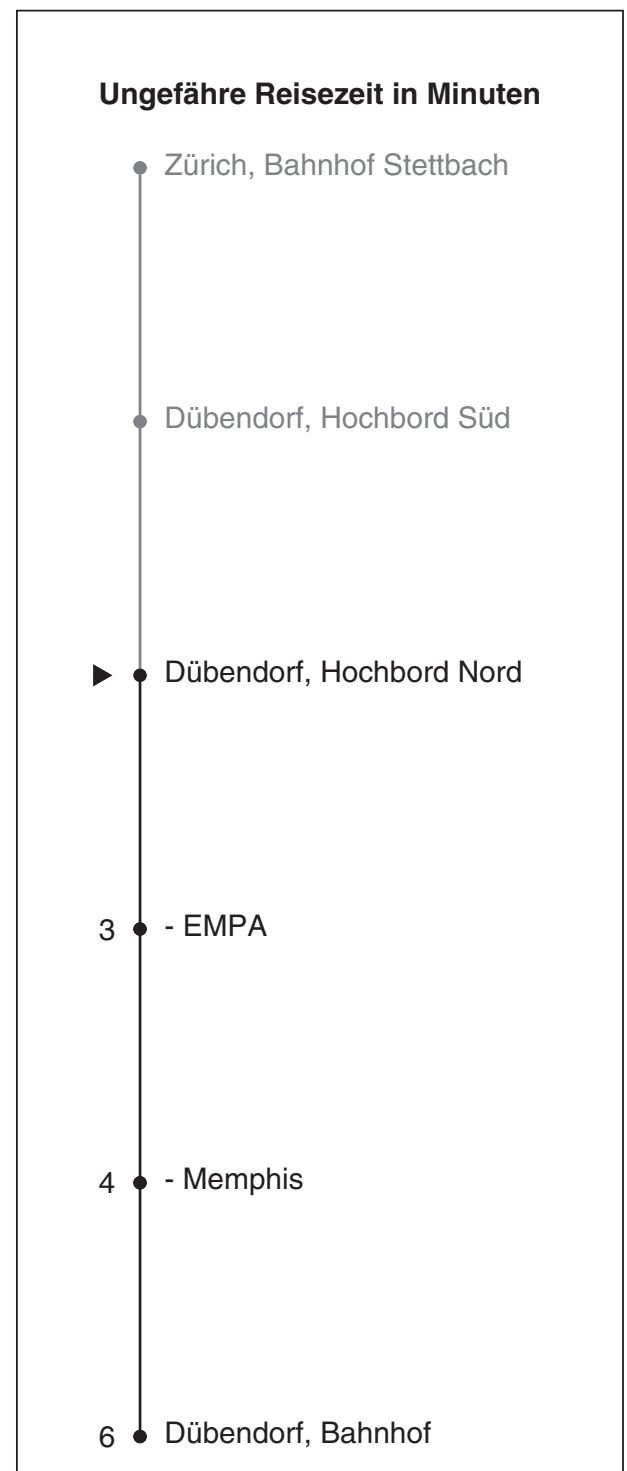 Ungefähre Reisezeit in Minuten
Zürich, Bahnhof Stettbach
Dübendorf, Hochbord Süd
Dübendorf, Hochbord Nord
3 - EMPA
4 - Memphis
6 Dübendorf, Bahnhof